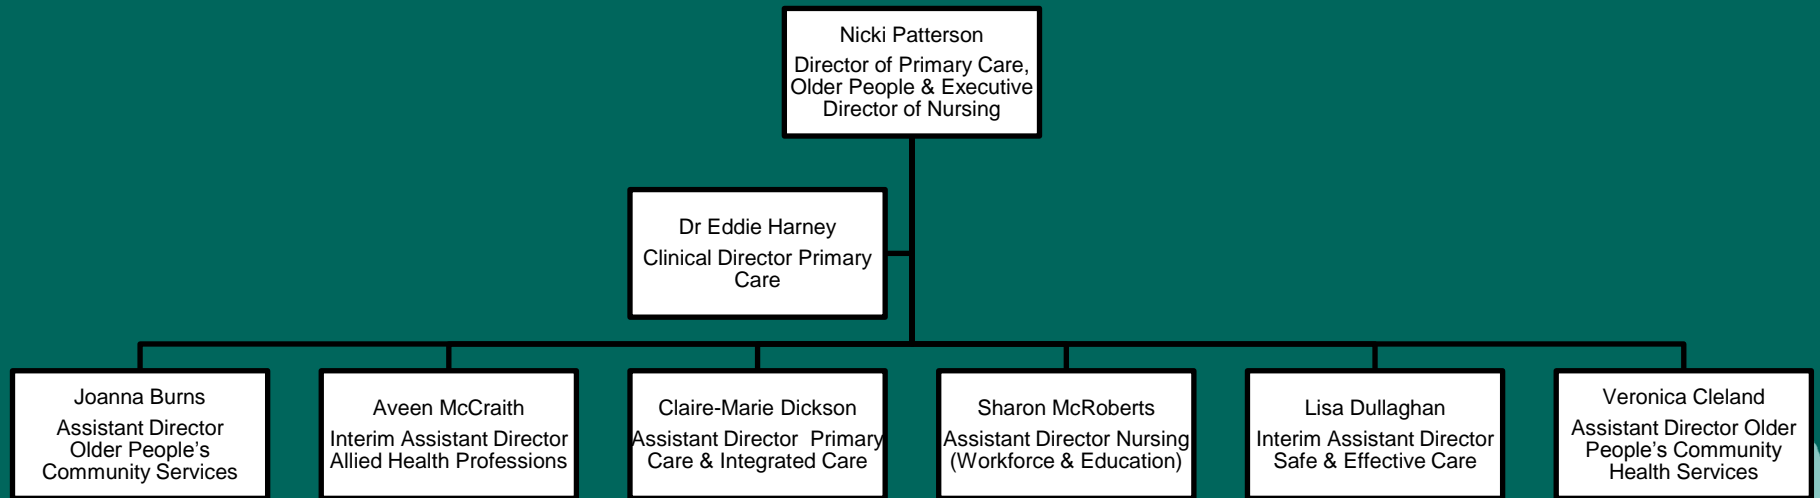 Nicki Patterson
Director of Primary Care,
Older People & Executive
Director of Nursing
Dr Eddie Harney
Clinical Director Primary
Care
Joanna Burns
Assistant Director
Older People’s
Community Services
Aveen McCraith
Interim Assistant Director
Allied Health Professions
Claire-Marie Dickson
Assistant Director  Primary
Care & Integrated Care
Sharon McRoberts
Assistant Director Nursing
(Workforce & Education)
Lisa Dullaghan
Interim Assistant Director
Safe & Effective Care
Veronica Cleland
Assistant Director Older
People’s Community
Health Services